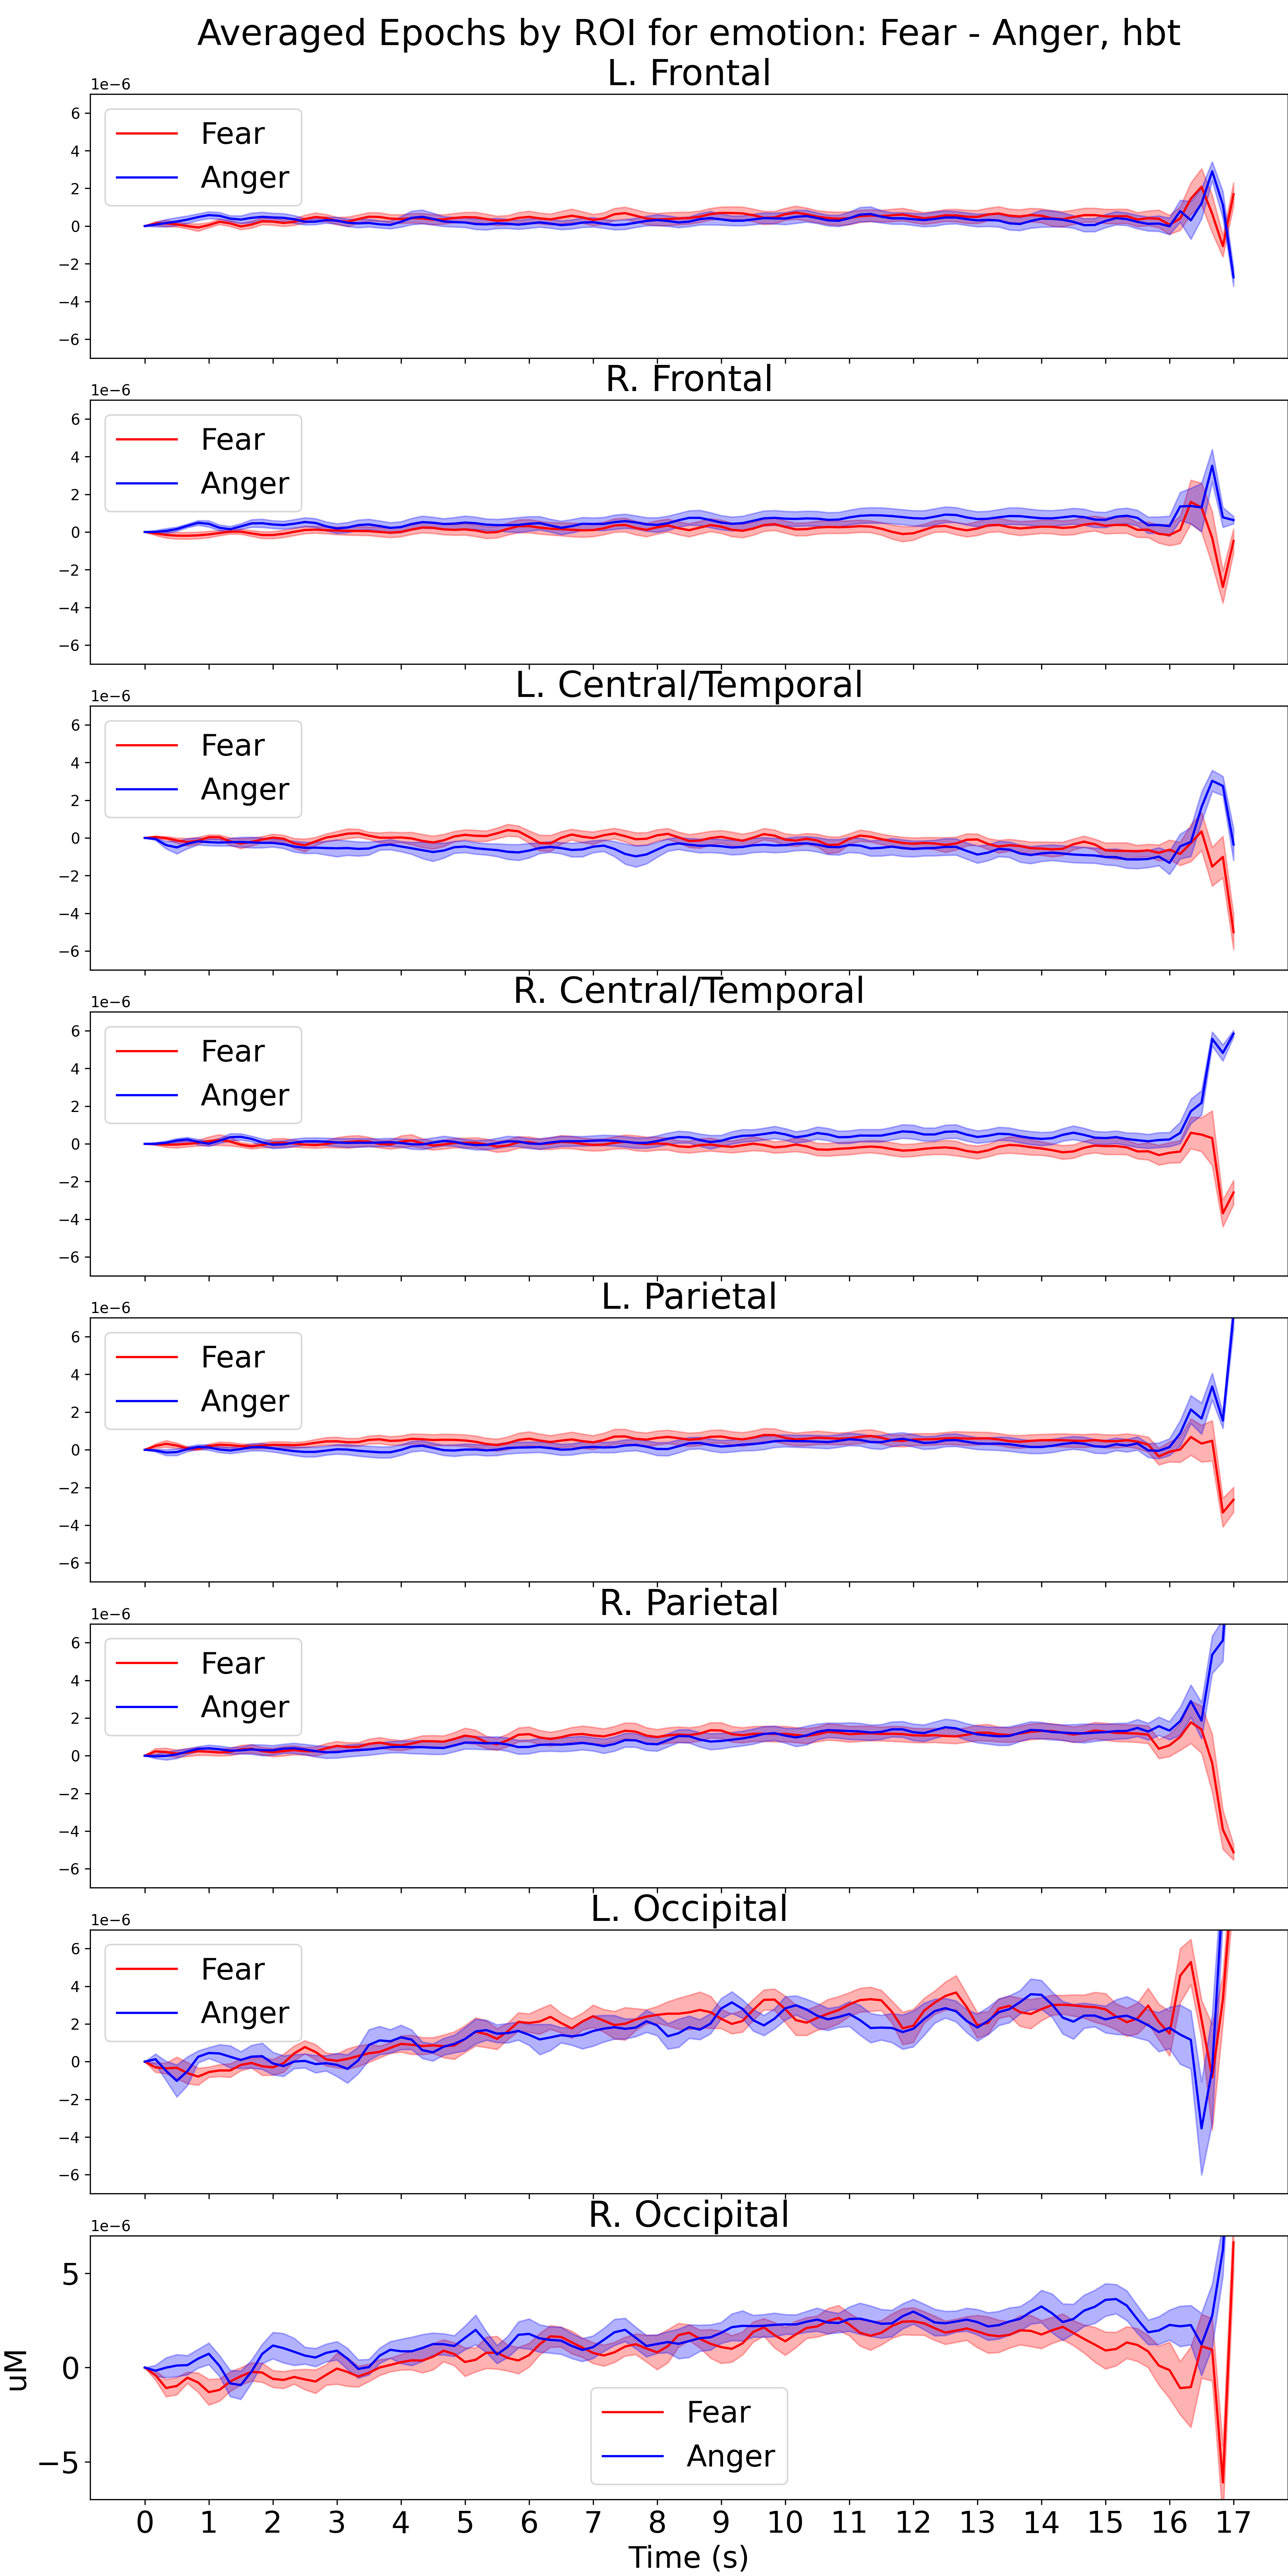 Averaged Epochs by ROI for emotion: Fear - Anger, hbt
L. Frontal
1e−6
6
4
2
0
−2
−4
−6
Fear
Anger
R. Frontal
1e−6
6
4
2
0
−2
−4
−6
Fear
Anger
L. Central/Temporal
1e−6
6
4
2
0
−2
−4
−6
Fear
Anger
R. Central/Temporal
1e−6
6
4
2
0
−2
−4
−6
Fear
Anger
L. Parietal
1e−6
6
4
2
0
−2
−4
−6
Fear
Anger
R. Parietal
1e−6
6
4
2
0
−2
−4
−6
Fear
Anger
L. Occipital
1e−6
6
4
2
0
−2
−4
−6
Fear
Anger
R. Occipital
1e−6
5
0
−5
uM
Fear
Anger
0 1 2 3 4 5 6 7 8 9 10 11 12 13 14 15 16 17
Time (s)